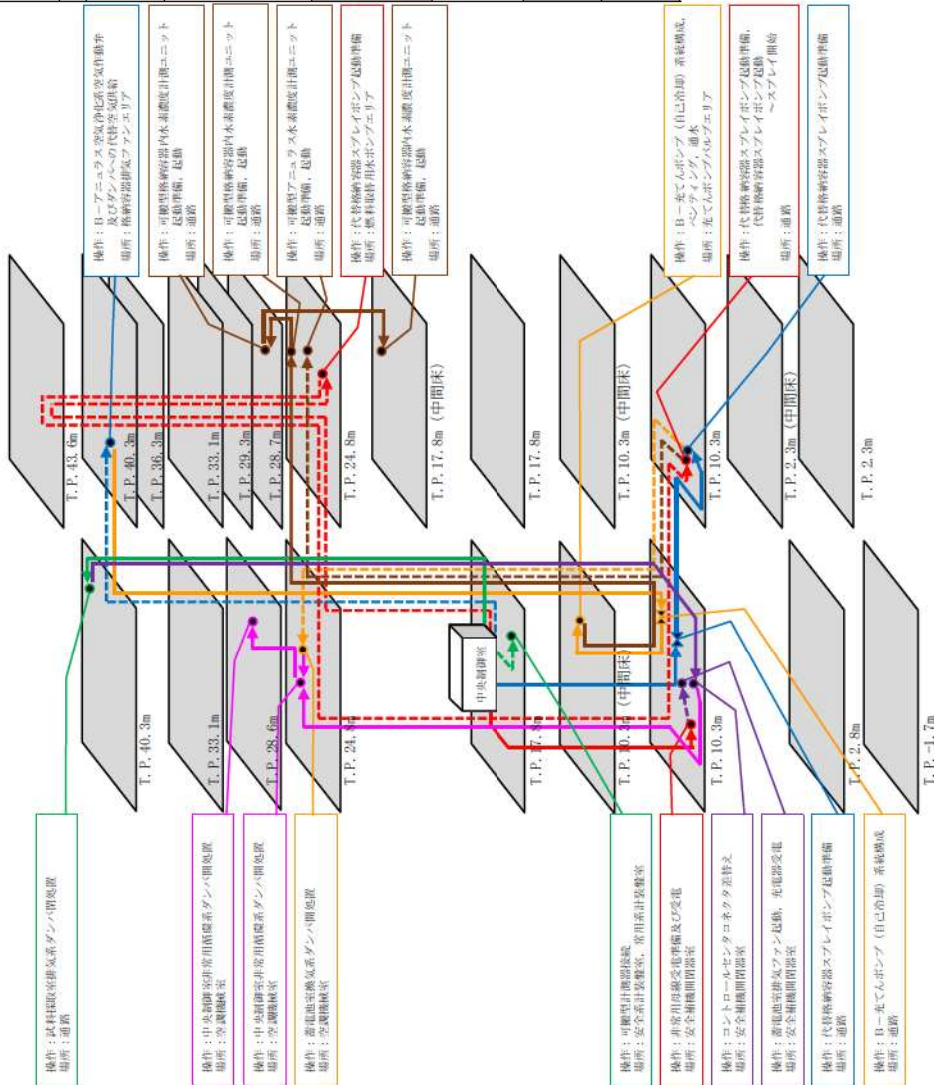 操作：試料採取室排気系ダンパ閉処置
場所：通路
操作：中央制御室非常用循環系ダンパ開処置
場所：空調機械室
操作：中央制御室非常用循環系ダンパ開処置
場所：空調機械室
操作：蓄電池室換気系ダンパ開処置
場所：空調機械室
操作：可搬型計測器接続
場所：安全系計装盤室，常用系計装盤室
操作：非常用母線受電準備及び受電
場所：安全補機開閉器室
操作：コントロールセンタコネクタ差替え
場所：安全補機開閉器室
操作：蓄電池室排気ファン起動，充電器受電
場所：安全補機開閉器室
操作：代替格納容器スプレイポンプ起動準備
場所：通路
操作：B－充てんポンプ（自己冷却）系統構成
場所：通路
T.P. 40.3m
T.P. 33.1m
T.P. 28.6m
T.P. 24.8m
中央制御室
T.P. 17.8m
T.P. 10.3m（中間床）
T.P. 10.3m
T.P. 2.8m
T.P. -1.7m
T.P. 43.6m
T.P. 40.3m
T.P. 36.3m
T.P. 33.1m
T.P. 29.3m
T.P. 28.7m
T.P. 24.8m
T.P. 17.8m（中間床）
T.P. 17.8m
T.P. 10.3m（中間床）
T.P. 10.3m
T.P. 2.3m（中間床）
T.P. 2.3m
操作：B－アニュラス空気浄化系空気作動弁
及びダンパへの代替空気供給
場所：格納容器排気ファンエリア
操作：可搬型格納容器内水素濃度計測ユニット
起動準備，起動
場所：通路
操作：可搬型格納容器内水素濃度計測ユニット
起動準備，起動
場所：通路
操作：可搬型アニュラス水素濃度計測ユニット
起動準備，起動
場所：通路
操作：代替格納容器スプレイポンプ起動準備
場所：燃料取替用水ポンプエリア
操作：可搬型格納容器内水素濃度計測ユニット
起動準備，起動
場所：通路
操作：B－充てんポンプ（自己冷却）系統構成，
ベンティング，通水
場所：充てんポンプバルブエリア
操作：代替格納容器スプレイポンプ起動準備，
代替格納容器スプレイポンプ起動
～スプレイ開始
場所：通路
操作：代替格納容器スプレイポンプ起動準備
場所：通路